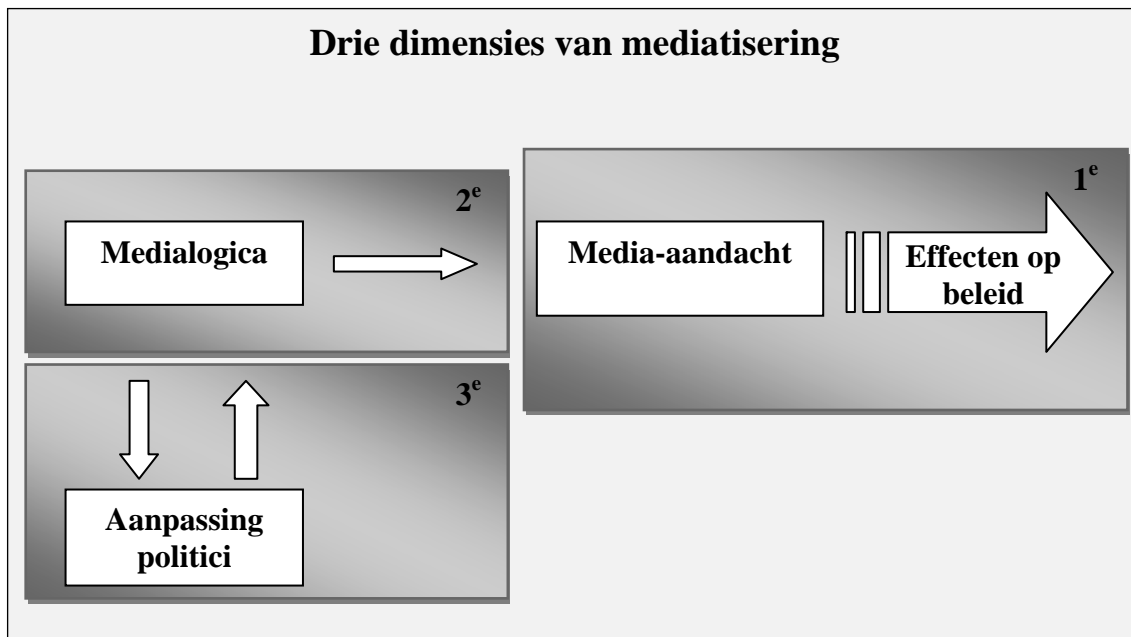 Drie dimensies van mediatisering
2e
Medialogica
1e
Media-aandacht
Effecten op
beleid
3e
Aanpassing
politici